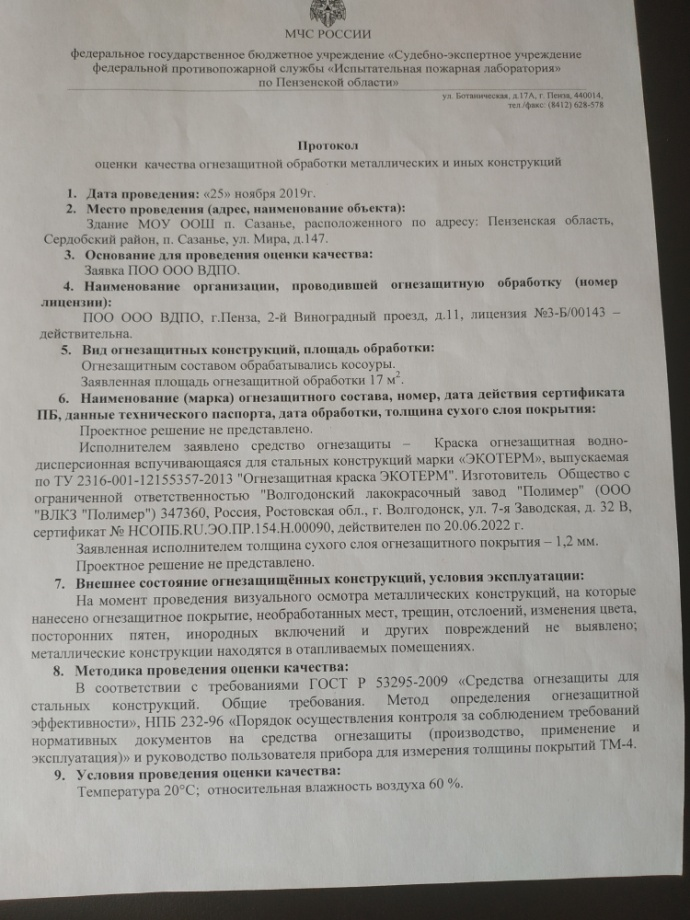 МЧС РОССИИ
федеральное государственное бюджетное учреждение «Судебно-экспертное учреждение
федеральной противопожарной службы «Испытательная пожарная лаборатория»
по Пензенской области»
ул. Ботаническая, д.17А, г. Пенза, 440014,
тел./факс: (8412) 628-578
Протокол
оценки качества огнезащитной обработки металлических и иных конструкций
1. Дата проведения: «25» ноября 2019г.
2. Место проведения (адрес, наименование объекта):
Здание МОУ ООШ п. Сазанье, расположенного по адресу: Пензенская область,
Сердобский район, п. Сазанье, ул. Мира, д.147.
3. Основание для проведения оценки качества:
Заявка ПОО ООО ВДПО.
4. Наименование организации, проводившей огнезащитную обработку (номер
лицензии):
ПОО ООО ВДПО, г.Пенза, 2-й Виноградный проезд, д.11, лицензия №3-Б/00143 –
действительна.
5. Вид огнезащитных конструкций, площадь обработки:
Огнезащитным составом обрабатывались косоуры.
Заявленная площадь огнезащитной обработки 17 м².
6. Наименование (марка) огнезащитного состава, номер, дата действия сертификата
ПБ, данные технического паспорта, дата обработки, толщина сухого слоя покрытия:
Проектное решение не представлено.
Исполнителем заявлено средство огнезащиты – Краска огнезащитная водно-
дисперсионная вспучивающаяся для стальных конструкций марки «ЭКОТЕРМ», выпускаемая
по ТУ 2316-001-12155357-2013 "Огнезащитная краска ЭКОТЕРМ". Изготовитель Общество с
ограниченной ответственностью "Волгодонский лакокрасочный завод "Полимер" (ООО
"ВЛКЗ "Полимер") 347360, Россия, Ростовская обл., г. Волгодонск, ул. 7-я Заводская, д. 32 В,
сертификат № НСОПБ.RU.ЭО.ПР.154.Н.00090, действителен по 20.06.2022 г.
Заявленная исполнителем толщина сухого слоя огнезащитного покрытия – 1,2 мм.
Проектное решение не представлено.
7. Внешнее состояние огнезащищённых конструкций, условия эксплуатации:
На момент проведения визуального осмотра металлических конструкций, на которые
нанесено огнезащитное покрытие, необработанных мест, трещин, отслоений, изменения цвета,
посторонних пятен, инородных включений и других повреждений не выявлено;
металлические конструкции находятся в отапливаемых помещениях.
8. Методика проведения оценки качества:
В соответствии с требованиями ГОСТ Р 53295-2009 «Средства огнезащиты для
стальных конструкций. Общие требования. Метод определения огнезащитной
эффективности», НПБ 232-96 «Порядок осуществления контроля за соблюдением требований
нормативных документов на средства огнезащиты (производство, применение и
эксплуатация)» и руководство пользователя прибора для измерения толщины покрытий ТМ-4.
9. Условия проведения оценки качества:
Температура 20°С; относительная влажность воздуха 60 %.